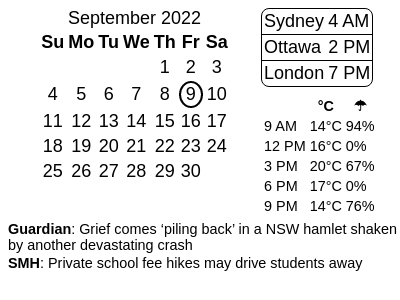 September 2022
Su Mo Tu We Th Fr Sa
1 2 3
4 5 6 7 8 9 10
11 12 13 14 15 16 17
18 19 20 21 22 23 24
25 26 27 28 29 30
Sydney 4 AM
Ottawa 2 PM
London 7 PM
°C ☂
9 AM 14°C 94%
12 PM 16°C 0%
3 PM 20°C 67%
6 PM 17°C 0%
9 PM 14°C 76%
Guardian: Grief comes ‘piling back’ in a NSW hamlet shaken
by another devastating crash
SMH: Private school fee hikes may drive students away